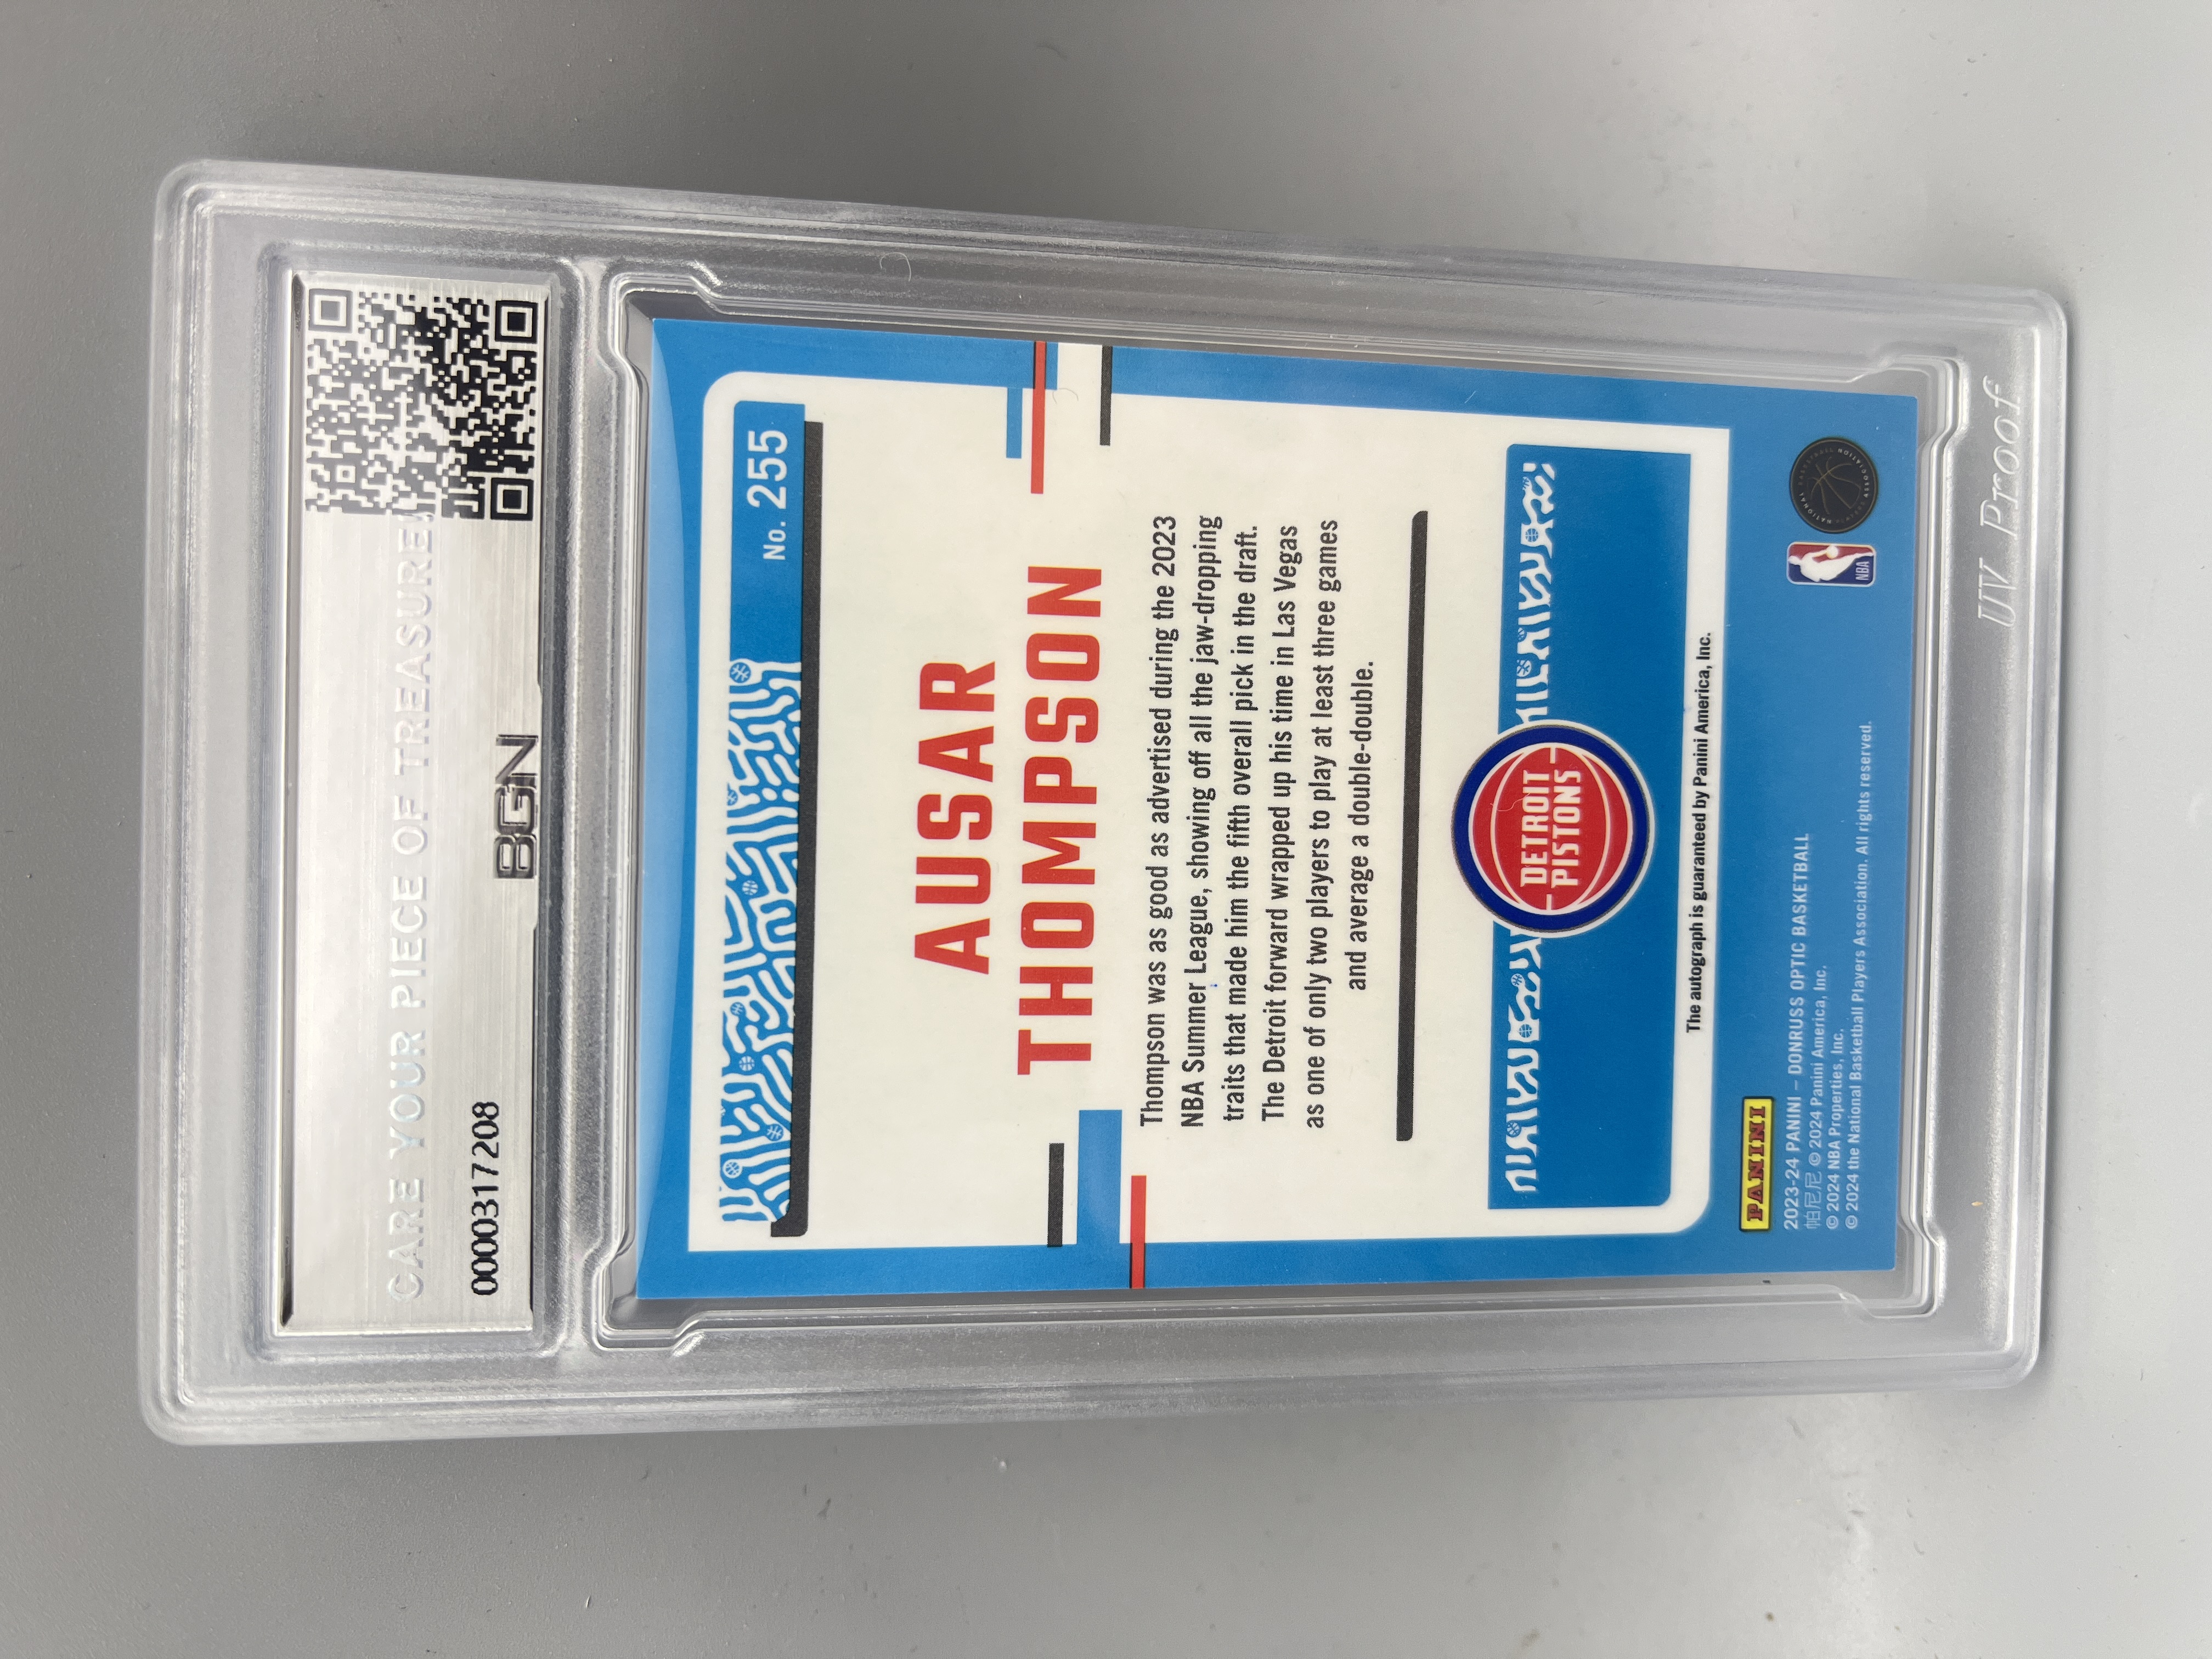 CARE YOUR PIECE OF TREASURE!
0000317208
BGN
No. 255
AUSAR
THOMPSON
Thompson was as good as advertised during the 2023
NBA Summer League, showing off all the jaw-dropping
traits that made him the fifth overall pick in the draft.
The Detroit forward wrapped up his time in Las Vegas
as one of only two players to play at least three games
and average a double-double.
DETROIT
PISTONS
The autograph is guaranteed by Panini America, Inc.
PANINI
2023-24 PANINI – DONRUSS OPTIC BASKETBALL
帕尼尼 © 2024 Panini America, Inc.
© 2024 NBA Properties, Inc.
© 2024 the National Basketball Players Association. All rights reserved.
NBA
UV Proof